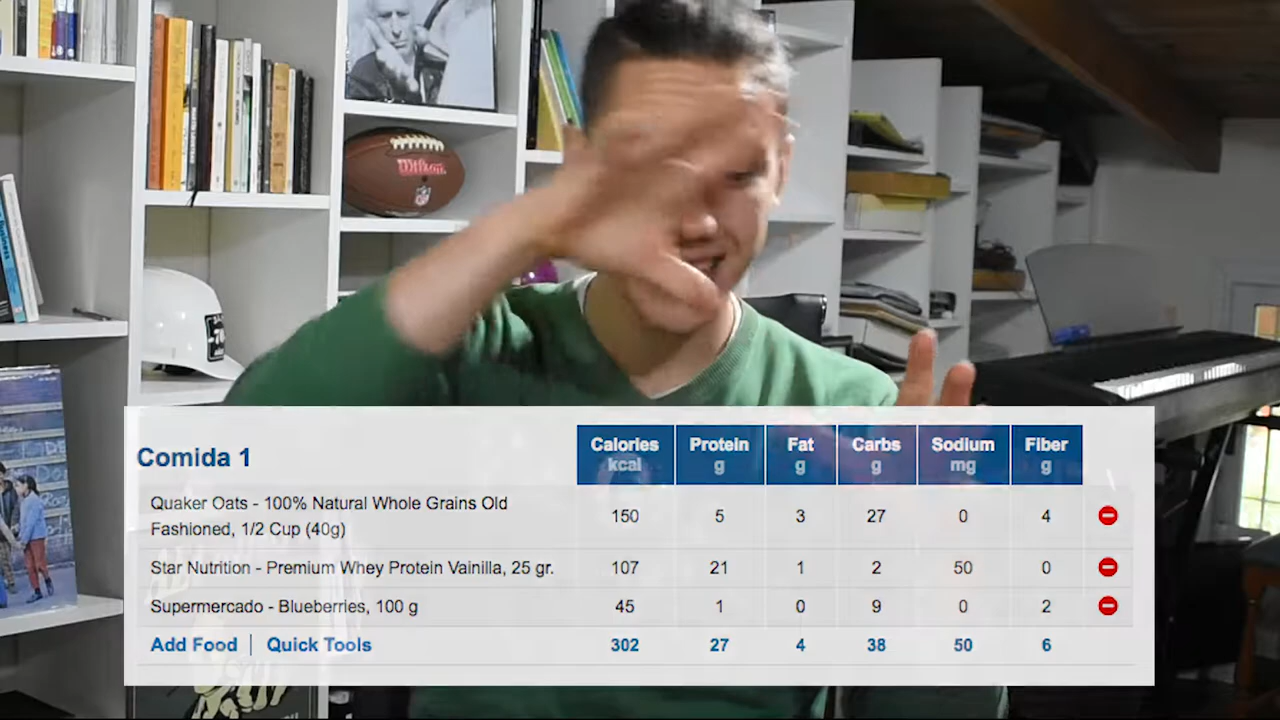 Wilson
Comida 1
Calories Protein Fat Carbs Sodium Fiber
kcal g g g mg g
Quaker Oats - 100% Natural Whole Grains Old
Fashioned, 1/2 Cup (40g) 150 5 3 27 0 4
Star Nutrition - Premium Whey Protein Vainilla, 25 gr. 107 21 1 2 50 0
Supermercado - Blueberries, 100 g 45 1 0 9 0 2
Add Food | Quick Tools 302 27 4 38 50 6